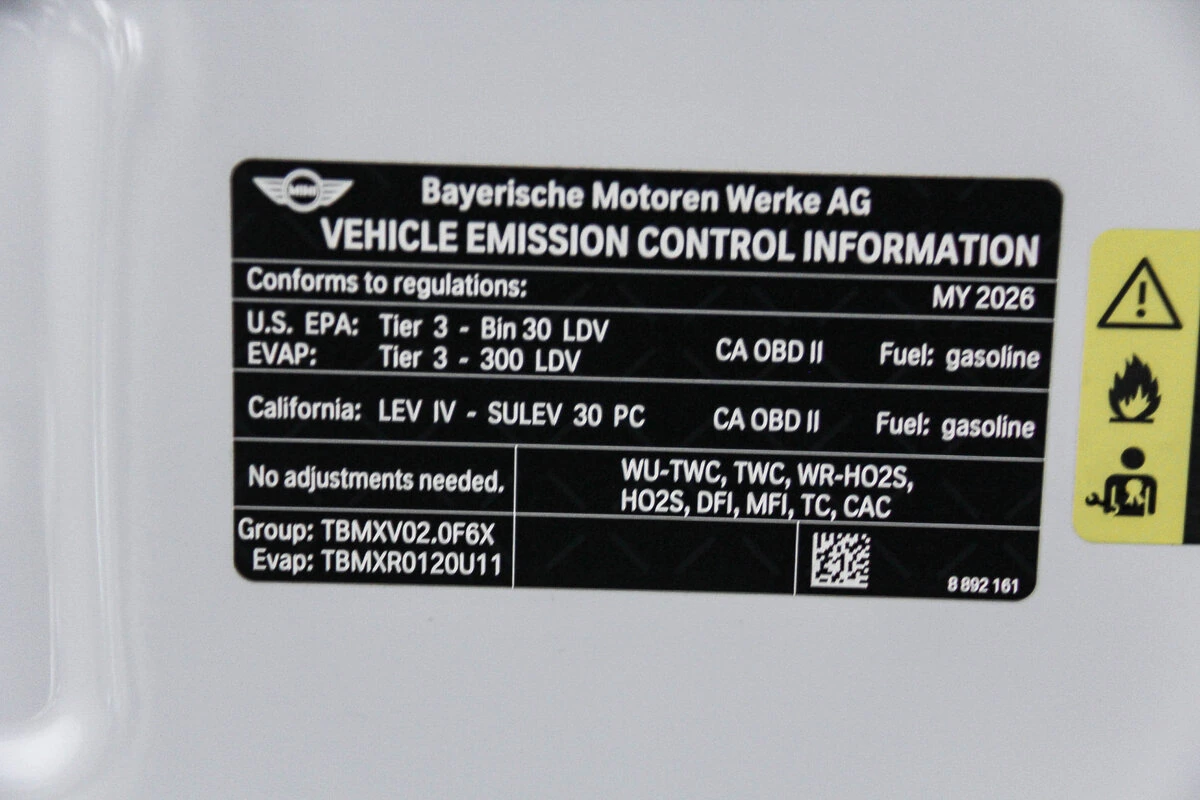 MINI
Bayerische Motoren Werke AG
VEHICLE EMISSION CONTROL INFORMATION
Conforms to regulations: MY 2026
U.S. EPA: Tier 3 - Bin 30 LDV
EVAP: Tier 3 - 300 LDV CA OBD II Fuel: gasoline
California: LEV IV - SULEV 30 PC CA OBD II Fuel: gasoline
No adjustments needed.
WU-TWC, TWC, WR-HO2S,
HO2S, DFI, MFI, TC, CAC
Group: TBMXV02.0F6X
Evap: TBMXR0120U11
8 892 161